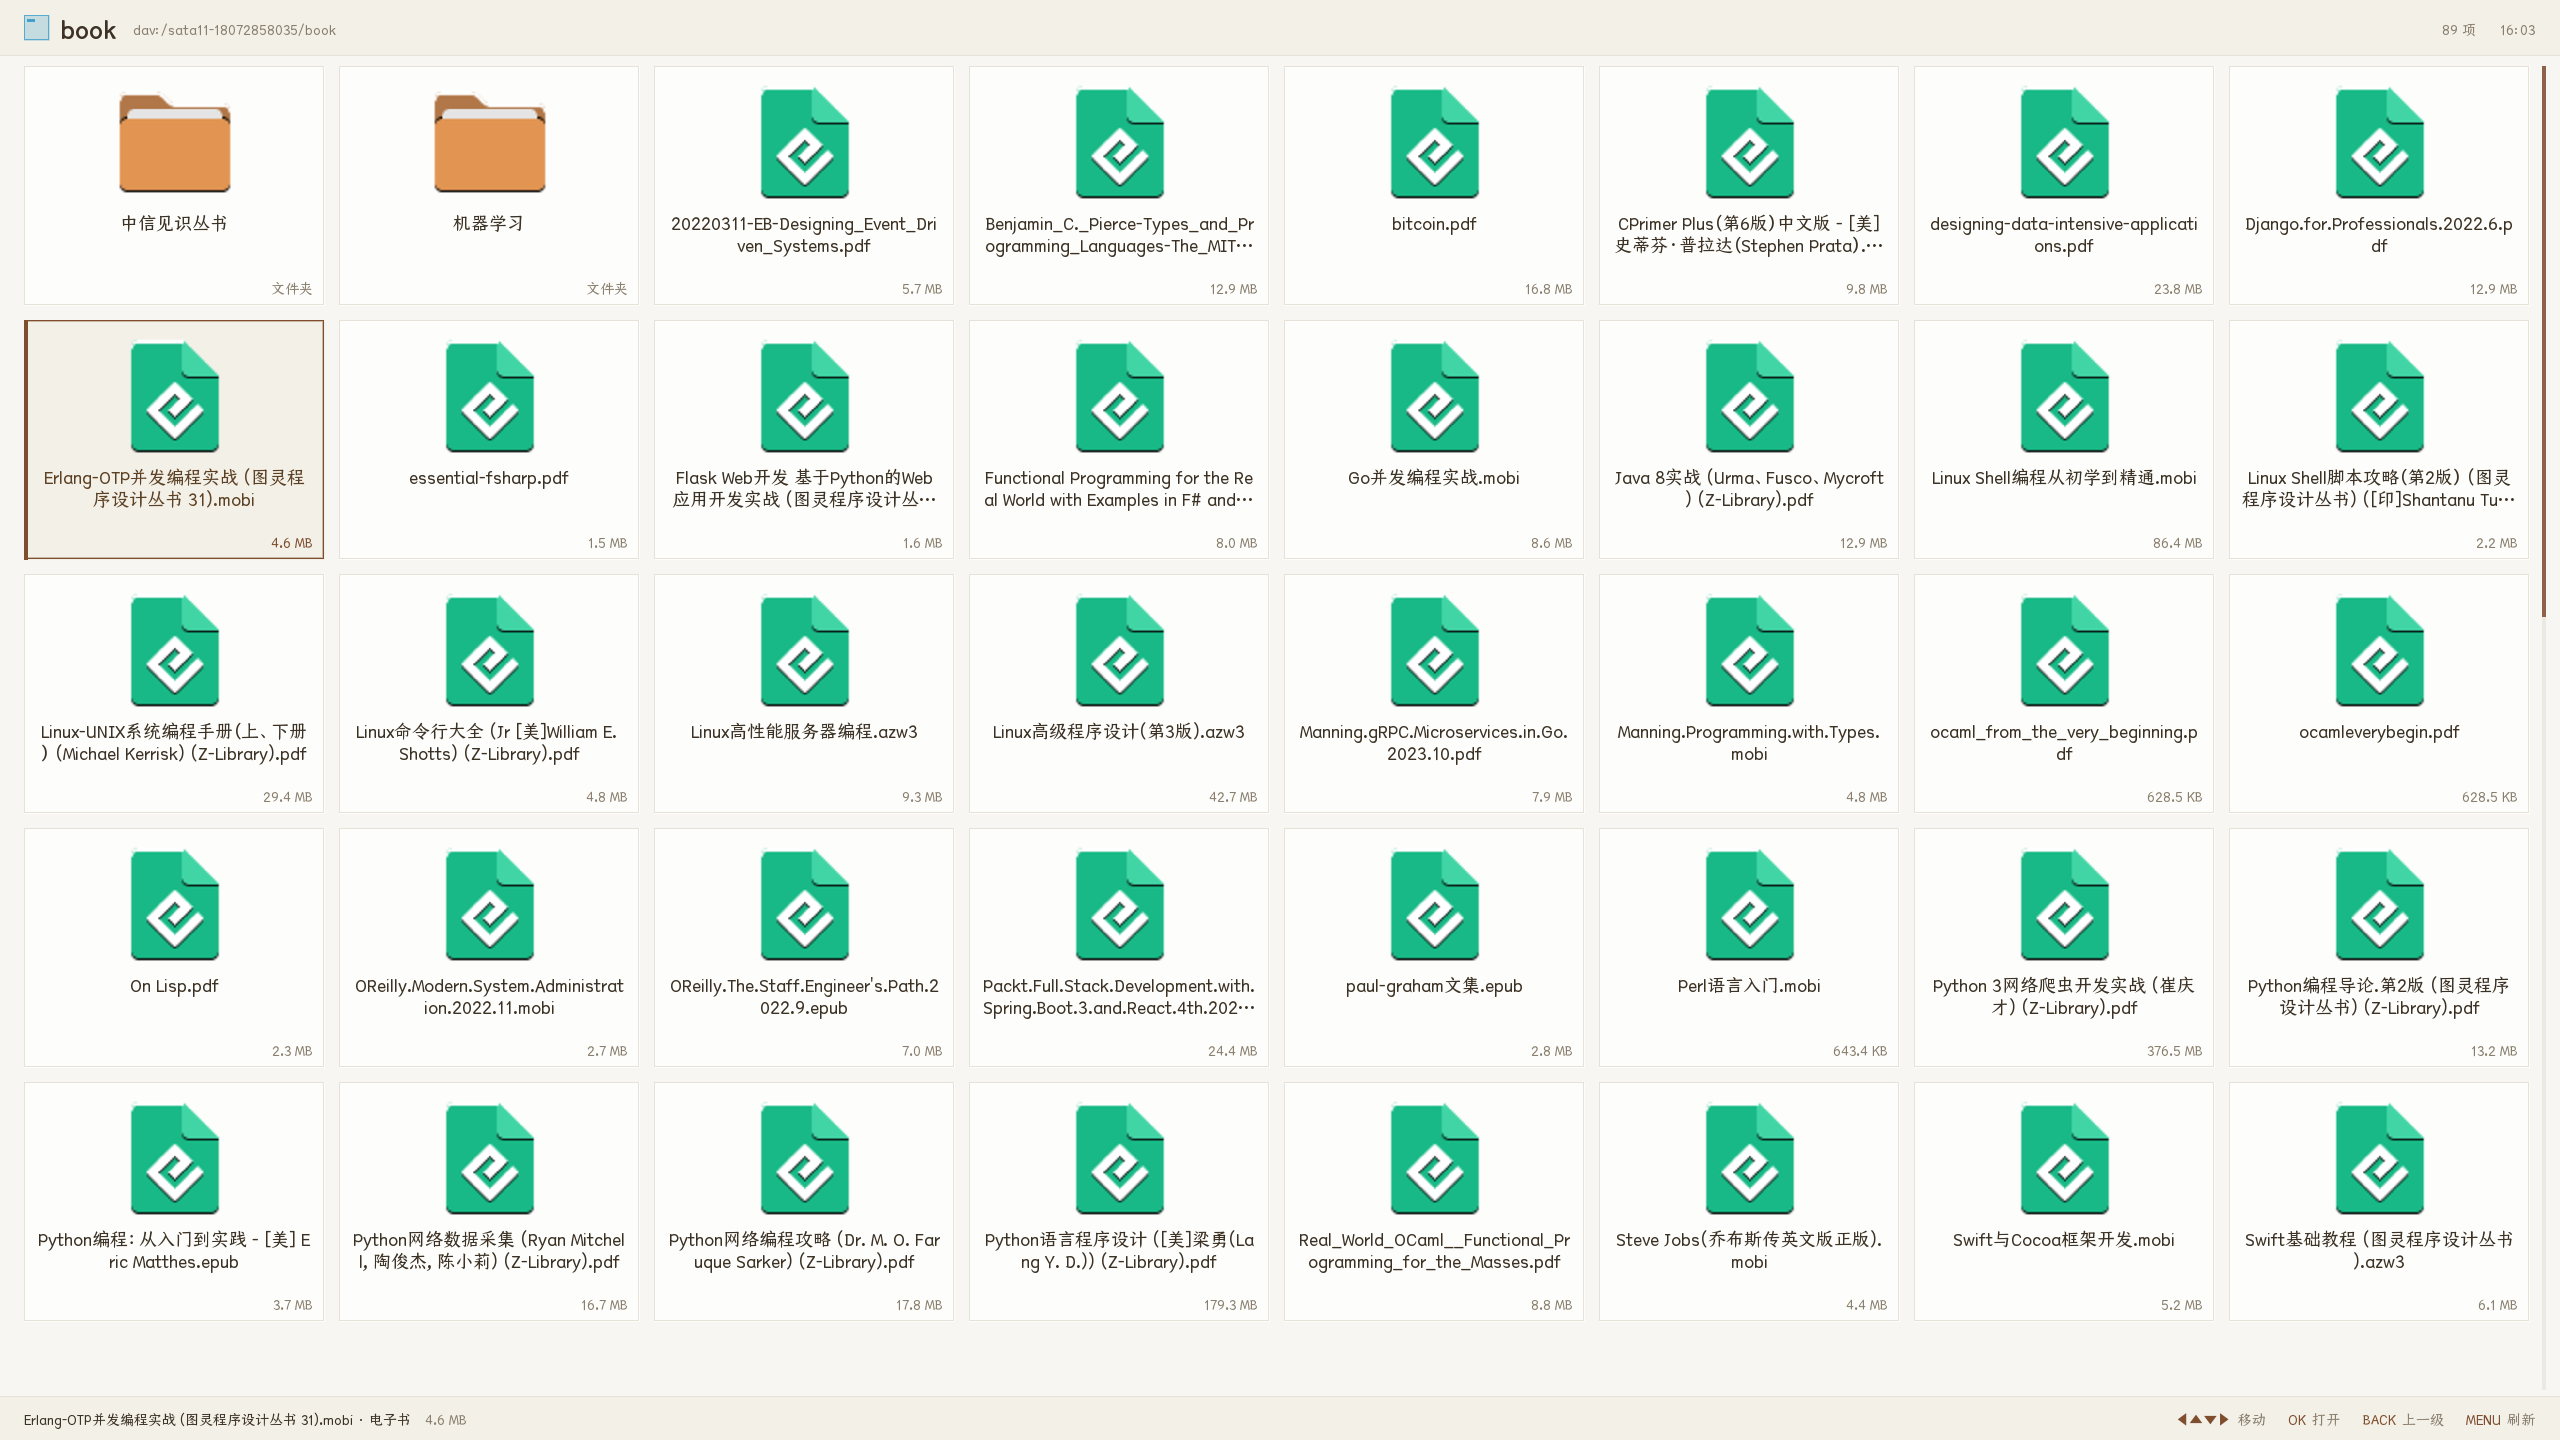 book dav:/sata11-18072858035/book 89 项 16:03
中信见识丛书
文件夹
机器学习
文件夹
20220311-EB-Designing_Event_Dri
ven_Systems.pdf
5.7 MB
Benjamin_C._Pierce-Types_and_Pr
ogramming_Languages-The_MIT…
12.9 MB
bitcoin.pdf
16.8 MB
CPrimer Plus(第6版)中文版 - [美]
史蒂芬·普拉达(Stephen Prata).…
9.8 MB
designing-data-intensive-applicati
ons.pdf
23.8 MB
Django.for.Professionals.2022.6.p
df
12.9 MB
Erlang-OTP并发编程实战 (图灵程
序设计丛书 31).mobi
4.6 MB
essential-fsharp.pdf
1.5 MB
Flask Web开发 基于Python的Web
应用开发实战 (图灵程序设计丛…
1.6 MB
Functional Programming for the Re
al World with Examples in F# and…
8.0 MB
Go并发编程实战.mobi
8.6 MB
Java 8实战 (Urma、Fusco、Mycroft
) (Z-Library).pdf
12.9 MB
Linux Shell编程从初学到精通.mobi
86.4 MB
Linux Shell脚本攻略(第2版) (图灵
程序设计丛书) ([印]Shantanu Tu…
2.2 MB
Linux-UNIX系统编程手册(上、下册
) (Michael Kerrisk) (Z-Library).pdf
29.4 MB
Linux命令行大全 (Jr [美]William E.
Shotts) (Z-Library).pdf
4.8 MB
Linux高性能服务器编程.azw3
9.3 MB
Linux高级程序设计(第3版).azw3
42.7 MB
Manning.gRPC.Microservices.in.Go.
2023.10.pdf
7.9 MB
Manning.Programming.with.Types.
mobi
4.8 MB
ocaml_from_the_very_beginning.p
df
628.5 KB
ocamleverybegin.pdf
628.5 KB
On Lisp.pdf
2.3 MB
OReilly.Modern.System.Administrat
ion.2022.11.mobi
2.7 MB
OReilly.The.Staff.Engineer's.Path.2
022.9.epub
7.0 MB
Packt.Full.Stack.Development.with.
Spring.Boot.3.and.React.4th.202…
24.4 MB
paul-graham文集.epub
2.8 MB
Perl语言入门.mobi
643.4 KB
Python 3网络爬虫开发实战 (崔庆
才) (Z-Library).pdf
376.5 MB
Python编程导论.第2版 (图灵程序
设计丛书) (Z-Library).pdf
13.2 MB
Python编程: 从入门到实践 - [美] E
ric Matthes.epub
3.7 MB
Python网络数据采集 (Ryan Mitchel
l, 陶俊杰, 陈小莉) (Z-Library).pdf
16.7 MB
Python网络编程攻略 (Dr. M. O. Far
uque Sarker) (Z-Library).pdf
17.8 MB
Python语言程序设计 ([美]梁勇(La
ng Y. D.)) (Z-Library).pdf
179.3 MB
Real_World_OCaml__Functional_Pr
ogramming_for_the_Masses.pdf
8.8 MB
Steve Jobs(乔布斯传英文版正版).
mobi
4.4 MB
Swift与Cocoa框架开发.mobi
5.2 MB
Swift基础教程 (图灵程序设计丛书
).azw3
6.1 MB
Erlang-OTP并发编程实战 (图灵程序设计丛书 31).mobi · 电子书 4.6 MB ◀▲▼▶ 移动 OK 打开 BACK 上一级 MENU 刷新